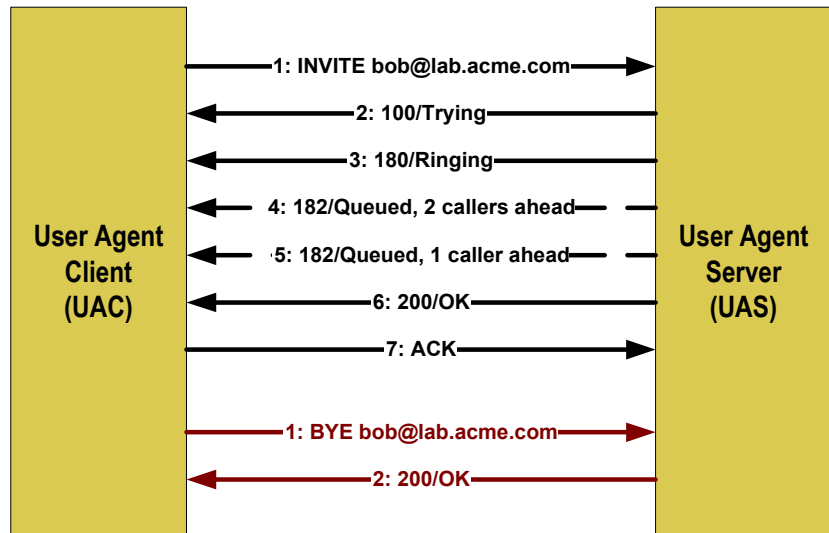 1: INVITE bob@lab.acme.com
2: 100/Trying
3: 180/Ringing
4: 182/Queued, 2 callers ahead
5: 182/Queued, 1 caller ahead
6: 200/OK
7: ACK
User Agent
Client
(UAC)
User Agent
Server
(UAS)
1: BYE bob@lab.acme.com
2: 200/OK